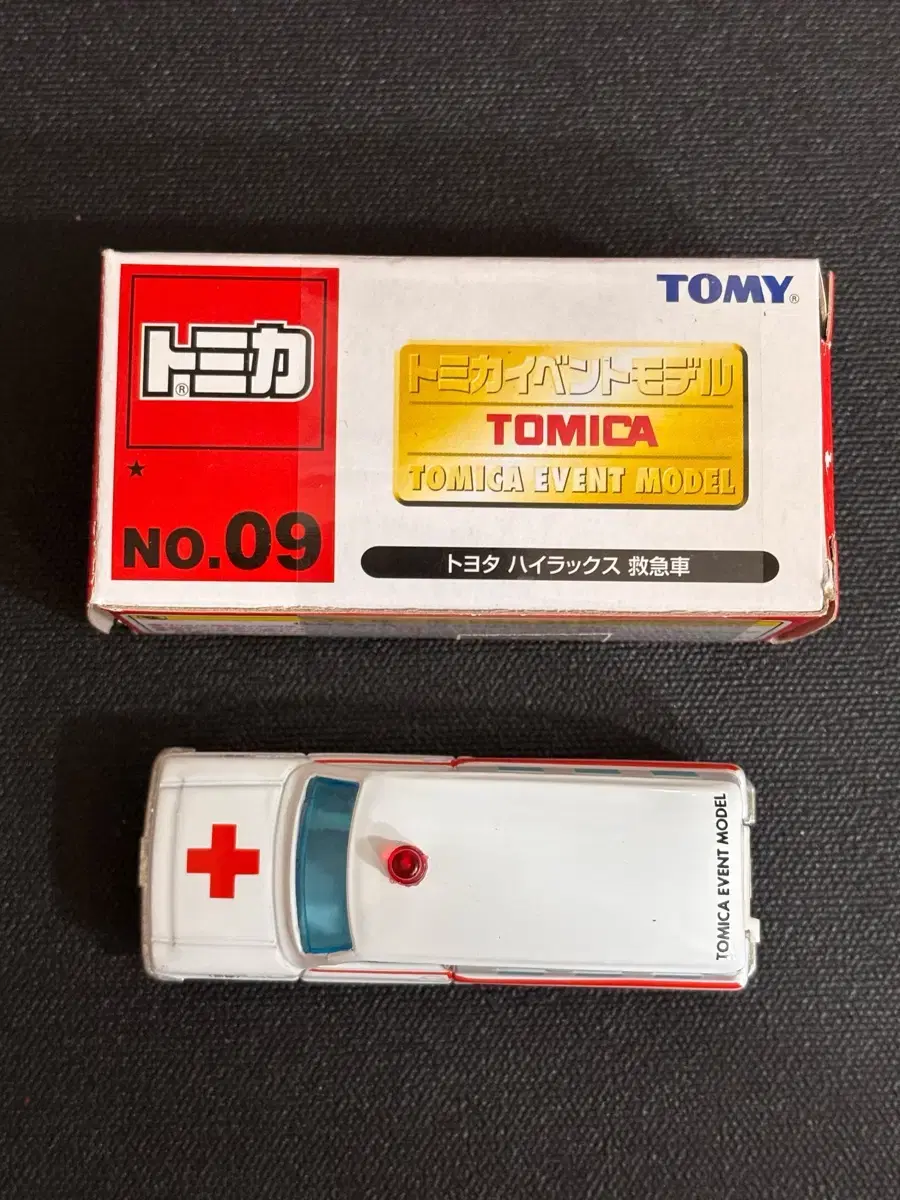 TOMY®
トミカ®
トミカイベントモデル
TOMICA
TOMICA EVENT MODEL
★
NO.09
トヨタ ハイラックス 救急車
TOMICA EVENT MODEL